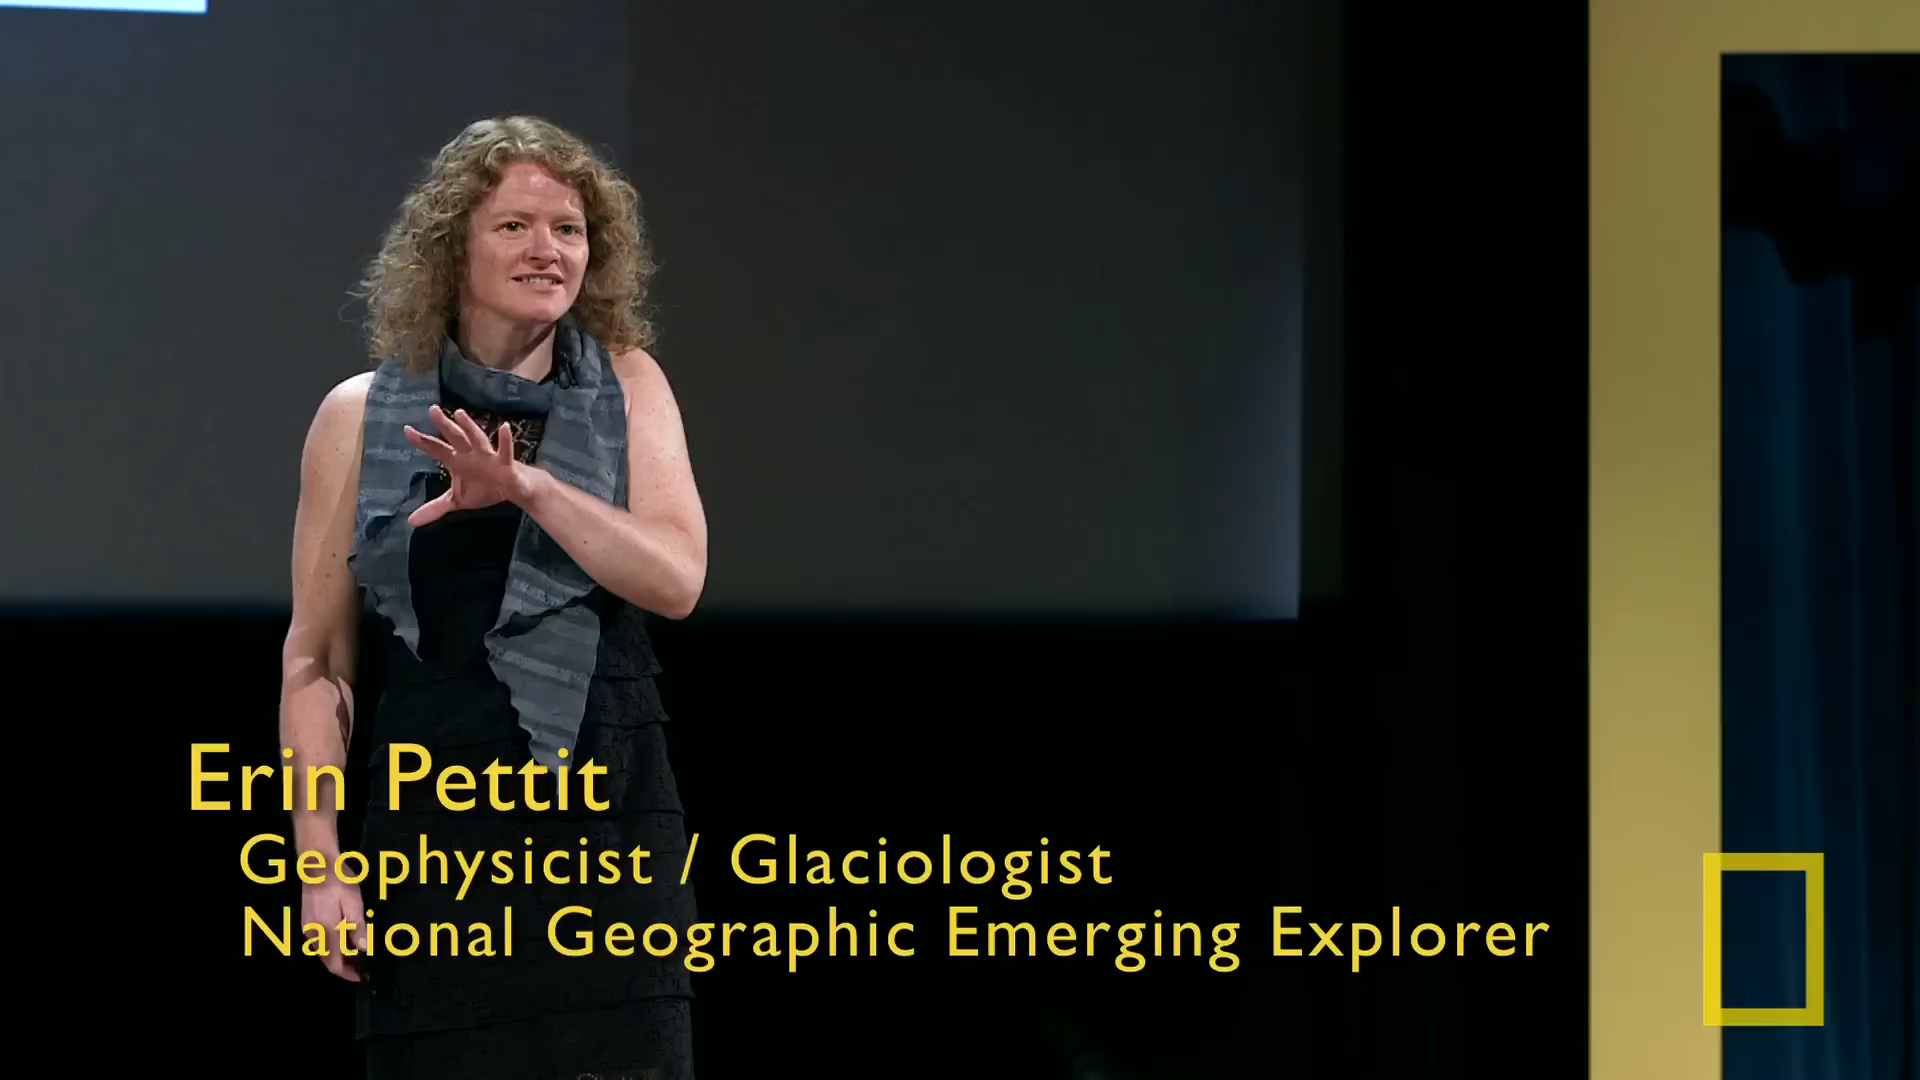 Erin Pettit
Geophysicist / Glaciologist
National Geographic Emerging Explorer